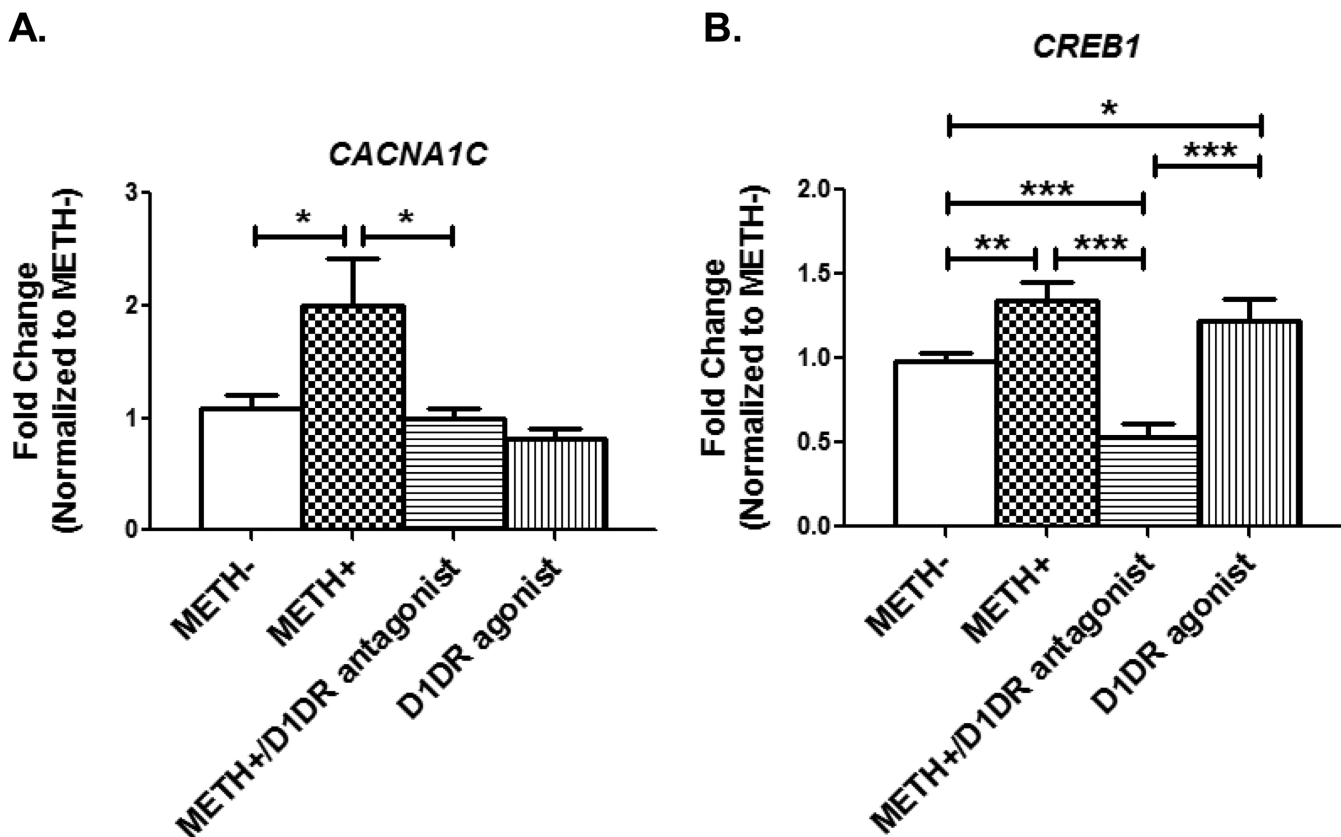 A.
CACNA1C
Fold Change
(Normalized to METH-)
3
2
1
0
*
*
METH-
METH+
METH+/D1DR antagonist
D1DR agonist
B.
CREB1
Fold Change
(Normalized to METH-)
2.0
1.5
1.0
0.5
0.0
*
***
***
**
***
METH-
METH+
METH+/D1DR antagonist
D1DR agonist